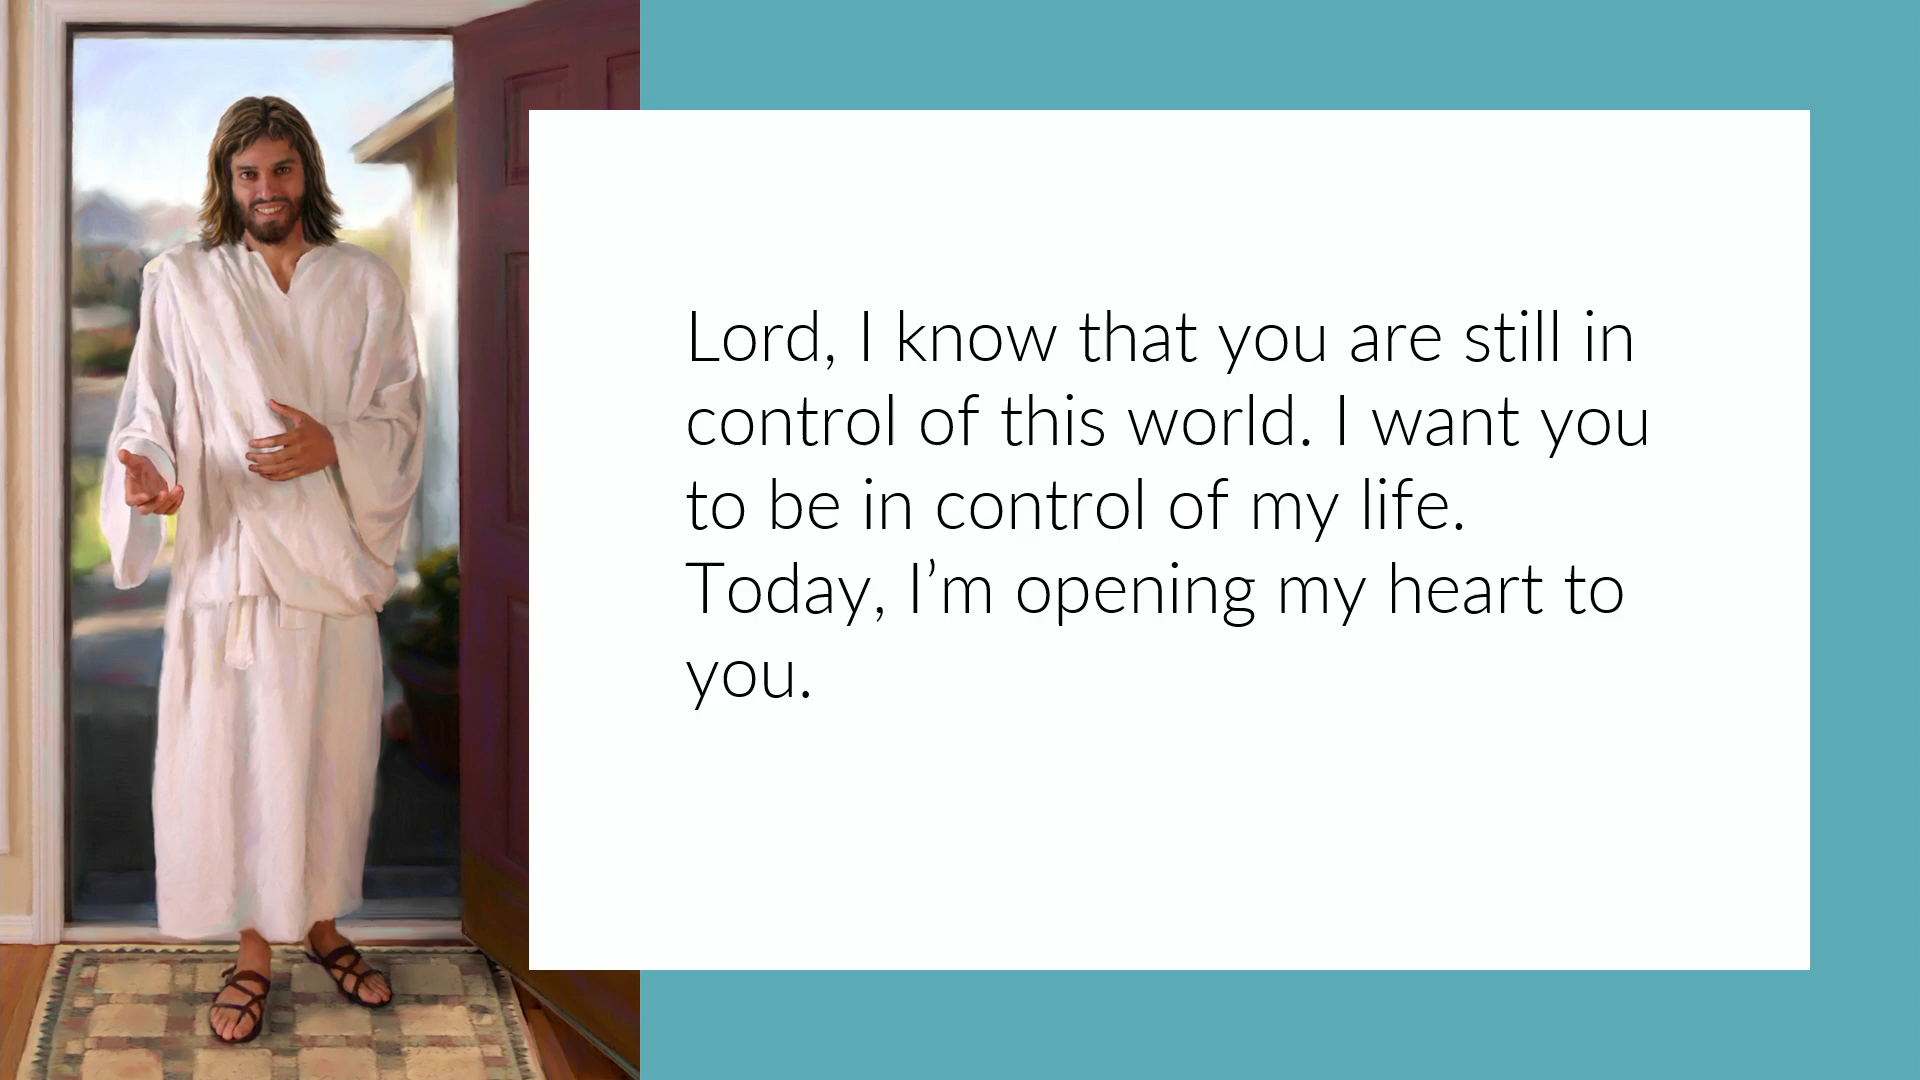 Lord, I know that you are still in
control of this world. I want you
to be in control of my life.
Today, I’m opening my heart to
you.